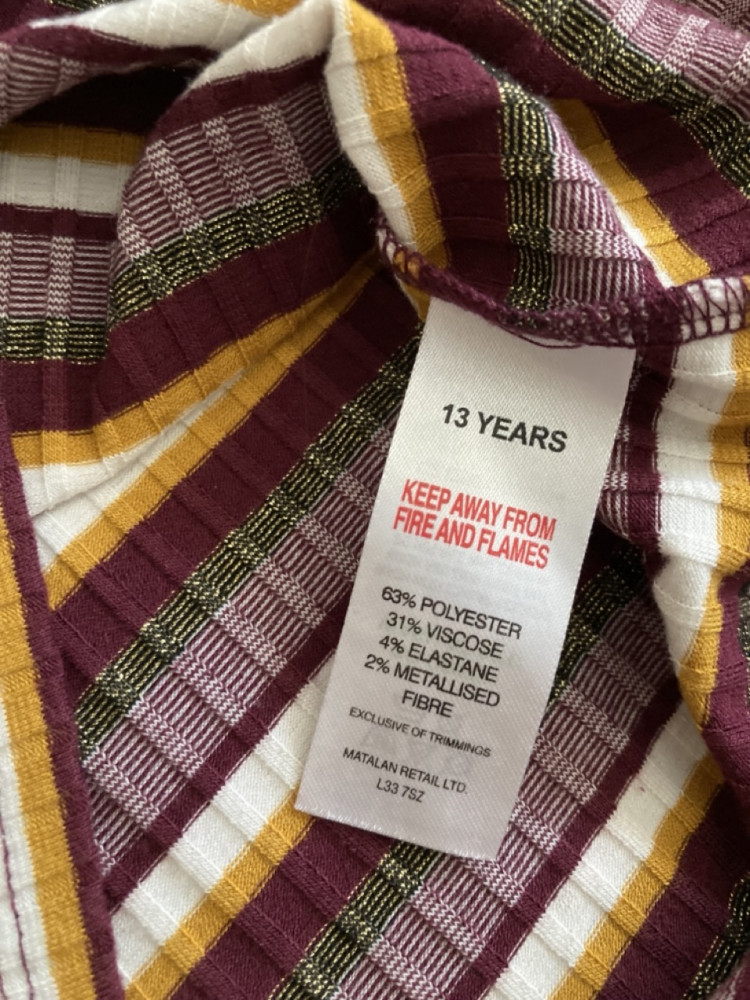 13 YEARS
KEEP AWAY FROM
FIRE AND FLAMES
63% POLYESTER
31% VISCOSE
4% ELASTANE
2% METALLISED
FIBRE
EXCLUSIVE OF TRIMMINGS
MATALAN RETAIL LTD.
L33 7SZ